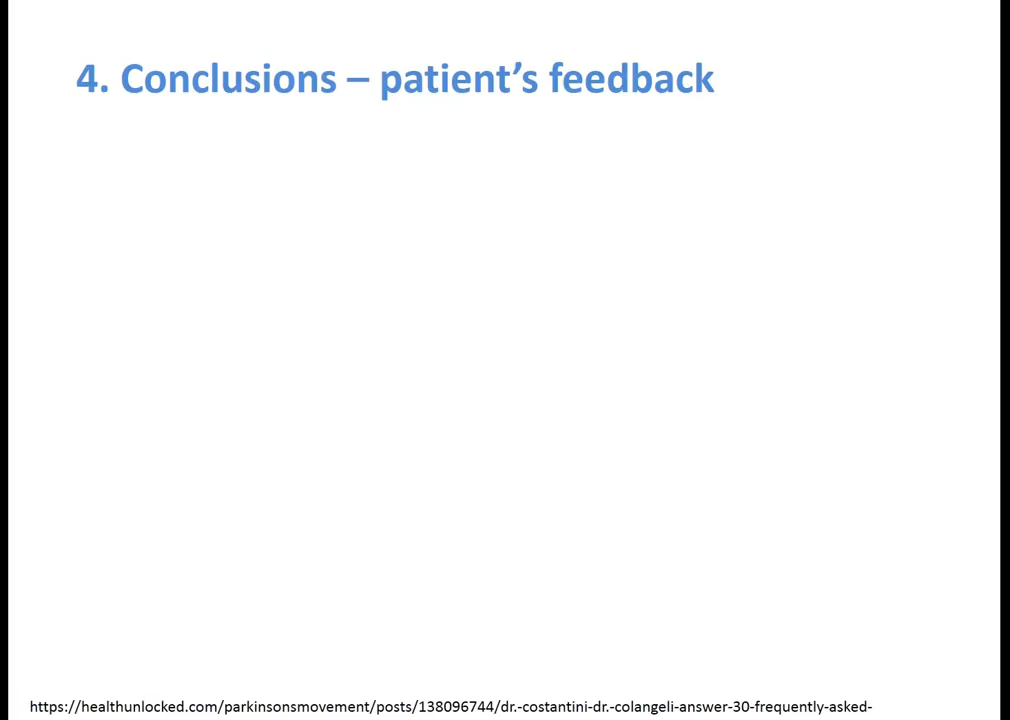 4. Conclusions – patient’s feedback
https://healthunlocked.com/parkinsonsmovement/posts/138096744/dr.-costantini-dr.-colangeli-answer-30-frequently-asked-